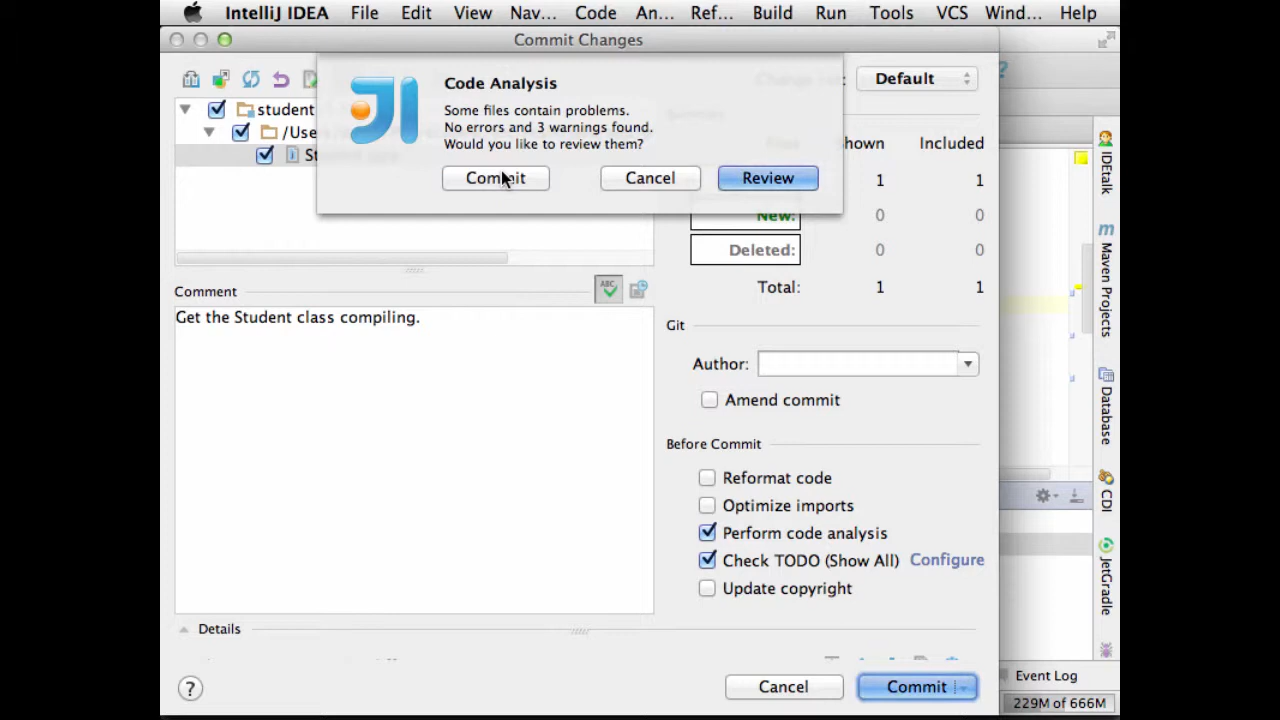 IntelliJ IDEA File Edit View Nav... Code An... Ref... Build Run Tools VCS Wind... Help
Commit Changes
Default
Code Analysis
Some files contain problems.
No errors and 3 warnings found.
Would you like to review them?
Commit Cancel Review
student
/Use
St
Shown Included
1 1
New: 0 0
Deleted: 0 0
Total: 1 1
Comment
ABC
Get the Student class compiling.
Git
Author:
Amend commit
Before Commit
Reformat code
Optimize imports
Perform code analysis
Check TODO (Show All) Configure
Update copyright
Details
? Cancel Commit
IDEtalk
m Maven Projects
Database
CDI
JetGradle
Event Log
229M of 666M